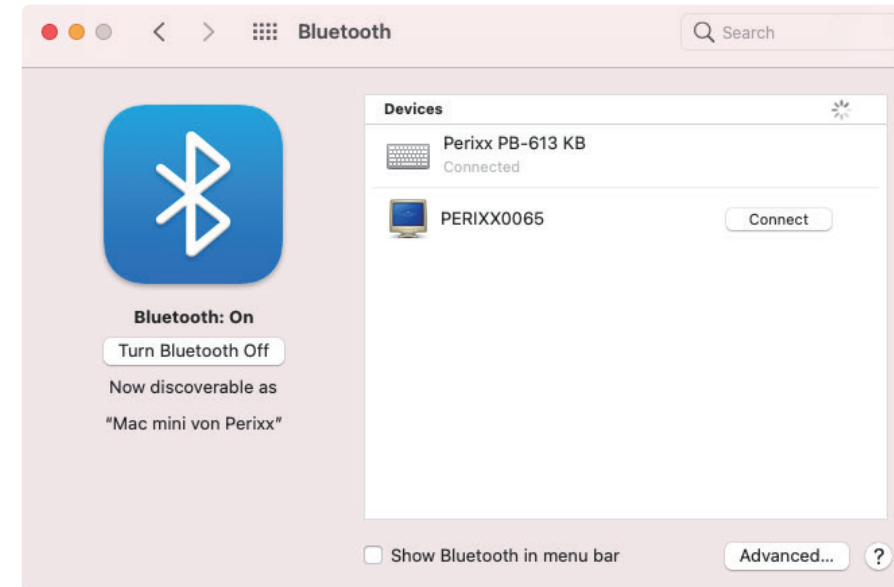 Bluetooth
Search
Devices
Perixx PB-613 KB
Connected
PERIXX0065
Connect
Bluetooth: On
Turn Bluetooth Off
Now discoverable as
“Mac mini von Perixx”
Show Bluetooth in menu bar
Advanced...
?